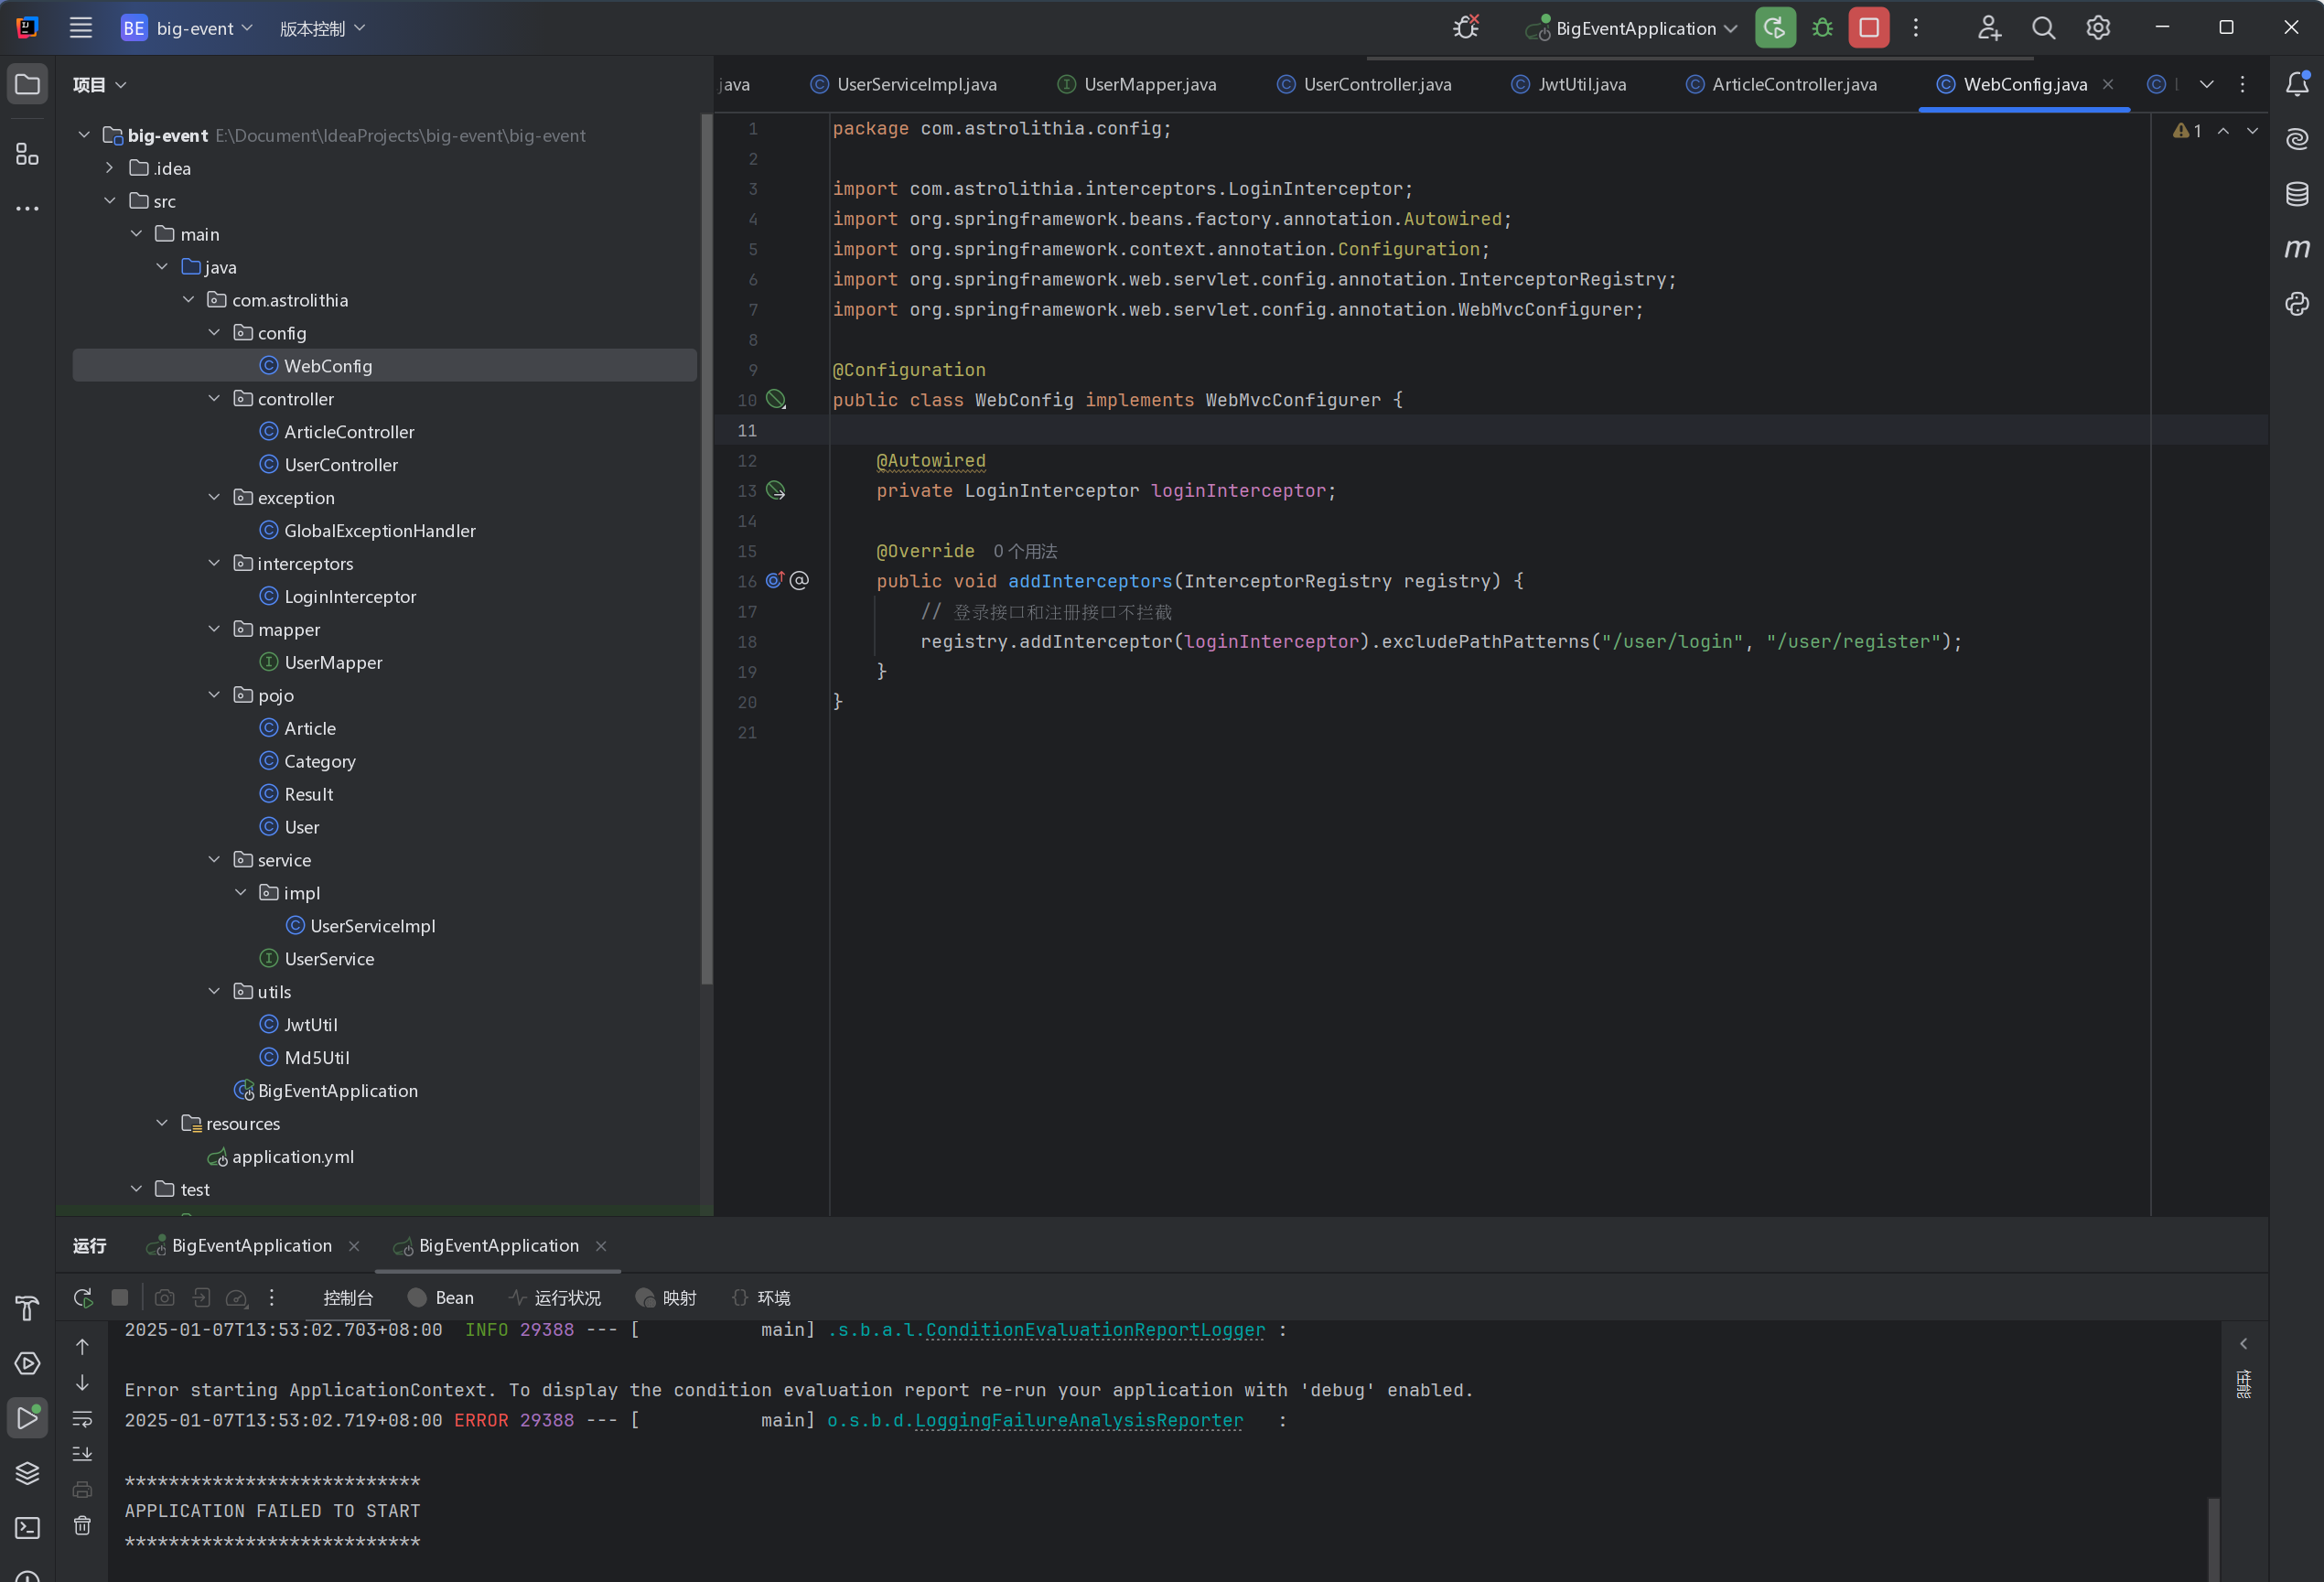 BE big-event 版本控制 BigEventApplication
项目
java UserServiceImpl.java UserMapper.java UserController.java JwtUtil.java ArticleController.java WebConfig.java
big-event E:\Document\IdeaProjects\big-event\big-event
.idea
src
main
java
com.astrolithia
config
WebConfig
controller
ArticleController
UserController
exception
GlobalExceptionHandler
interceptors
LoginInterceptor
mapper
UserMapper
pojo
Article
Category
Result
User
service
impl
UserServiceImpl
UserService
utils
JwtUtil
Md5Util
BigEventApplication
resources
application.yml
test
1 package com.astrolithia.config;
2
3 import com.astrolithia.interceptors.LoginInterceptor;
4 import org.springframework.beans.factory.annotation.Autowired;
5 import org.springframework.context.annotation.Configuration;
6 import org.springframework.web.servlet.config.annotation.InterceptorRegistry;
7 import org.springframework.web.servlet.config.annotation.WebMvcConfigurer;
8
9 @Configuration
10 public class WebConfig implements WebMvcConfigurer {
11
12 @Autowired
13 private LoginInterceptor loginInterceptor;
14
15 @Override 0 个用法
16 public void addInterceptors(InterceptorRegistry registry) {
17 // 登录接口和注册接口不拦截
18 registry.addInterceptor(loginInterceptor).excludePathPatterns("/user/login", "/user/register");
19 }
20 }
21
1
运行 BigEventApplication BigEventApplication
控制台 Bean 运行状况 映射 环境
2025-01-07T13:53:02.703+08:00 INFO 29388 --- [ main] .s.b.a.l.ConditionEvaluationReportLogger :
Error starting ApplicationContext. To display the condition evaluation report re-run your application with 'debug' enabled.
2025-01-07T13:53:02.719+08:00 ERROR 29388 --- [ main] o.s.b.d.LoggingFailureAnalysisReporter :
***************************
APPLICATION FAILED TO START
***************************
性能